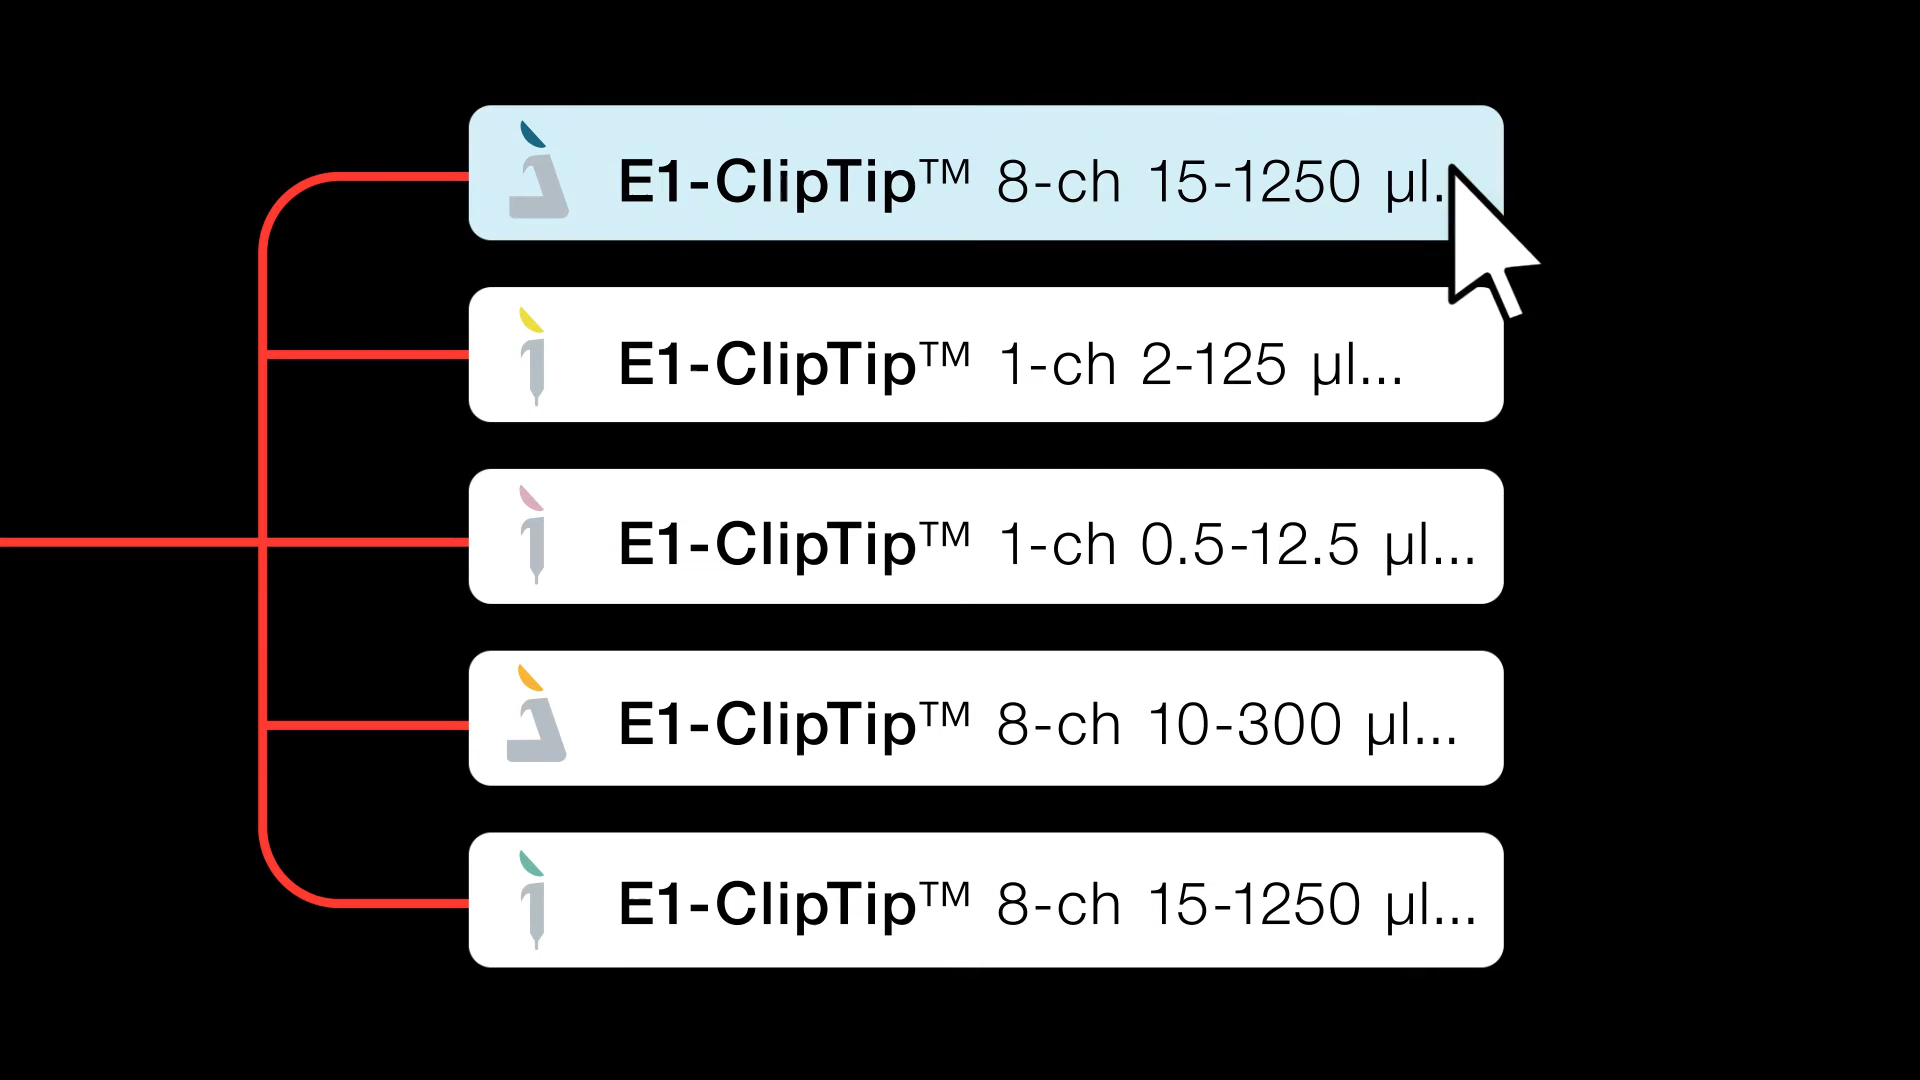 E1-ClipTip™ 8-ch 15-1250 µl.
E1-ClipTip™ 1-ch 2-125 µl...
E1-ClipTip™ 1-ch 0.5-12.5 µl...
E1-ClipTip™ 8-ch 10-300 µl...
E1-ClipTip™ 8-ch 15-1250 µl...